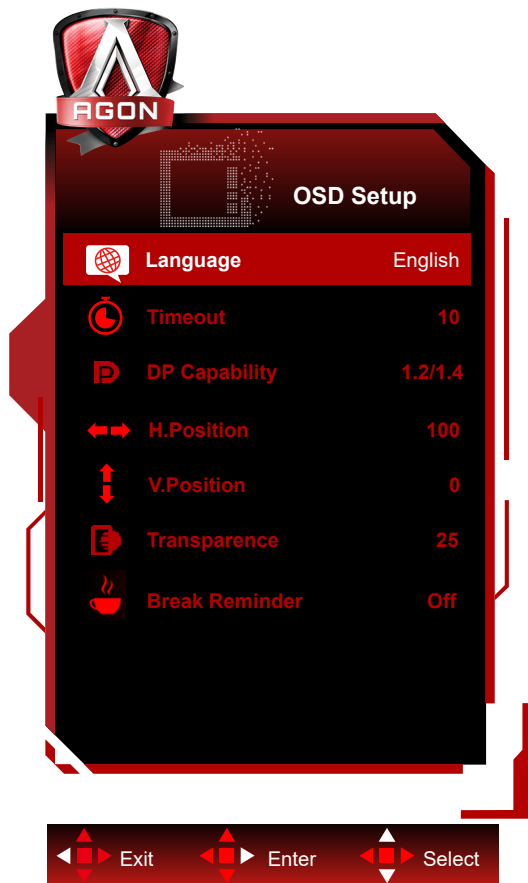 AGON
OSD Setup
Language English
Timeout 10
DP Capability 1.2/1.4
H.Position 100
V.Position 0
Transparence 25
Break Reminder Off
Exit Enter Select